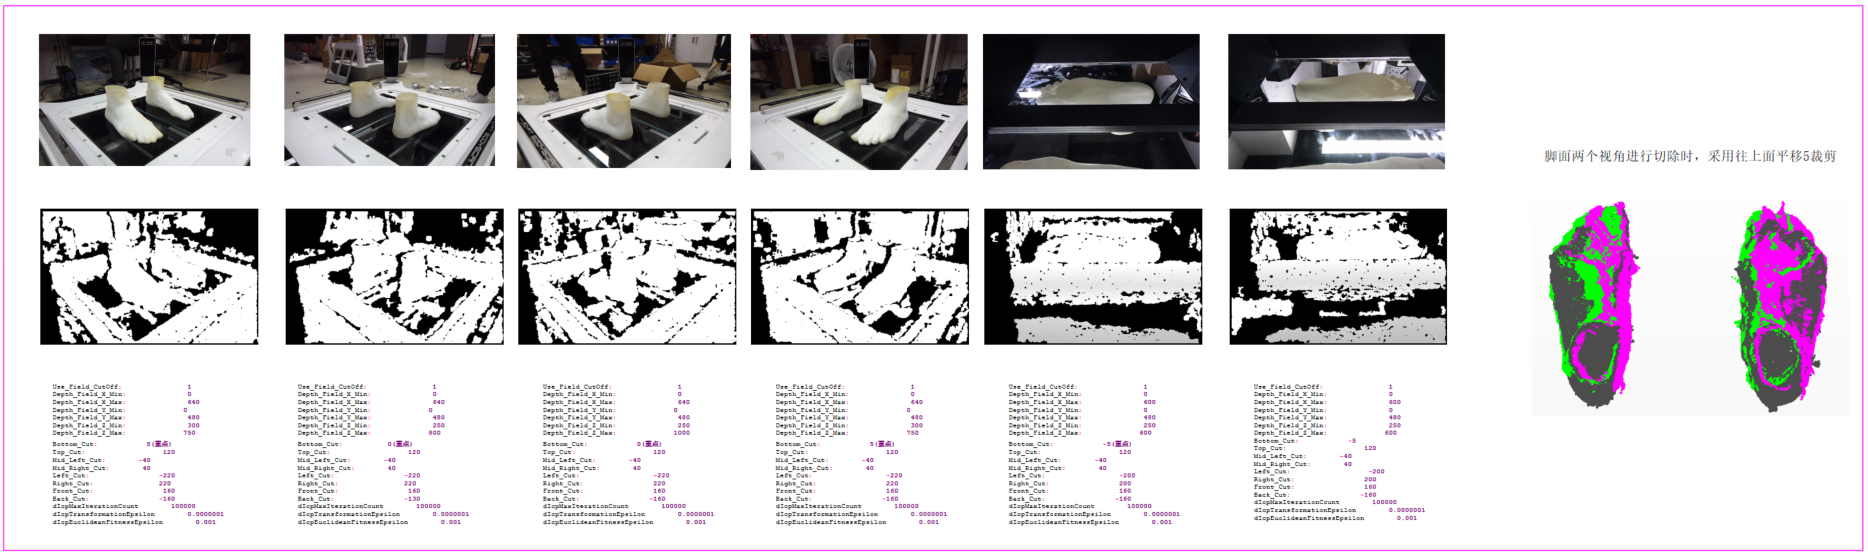 脚面两个视角进行切除时，采用往上面平移5裁剪
Use_Field_CutOff: 1
Depth_Field_X_Min: 0
Depth_Field_X_Max: 640
Depth_Field_Y_Min: 0
Depth_Field_Y_Max: 480
Depth_Field_Z_Min: 300
Depth_Field_Z_Max: 750
Bottom_Cut: 5(重点)
Top_Cut: 120
Mid_Left_Cut: -40
Mid_Right_Cut: 40
Left_Cut: -220
Right_Cut: 220
Front_Cut: 160
Back_Cut: -160
dIcpMaxIterationCount 100000
dIcpTransformationEpsilon 0.0000001
dIcpEuclideanFitnessEpsilon 0.001
Use_Field_CutOff: 1
Depth_Field_X_Min: 0
Depth_Field_X_Max: 640
Depth_Field_Y_Min: 0
Depth_Field_Y_Max: 480
Depth_Field_Z_Min: 250
Depth_Field_Z_Max: 800
Bottom_Cut: 0(重点)
Top_Cut: 120
Mid_Left_Cut: -40
Mid_Right_Cut: 40
Left_Cut: -220
Right_Cut: 220
Front_Cut: 160
Back_Cut: -130
dIcpMaxIterationCount 100000
dIcpTransformationEpsilon 0.0000001
dIcpEuclideanFitnessEpsilon 0.001
Use_Field_CutOff: 1
Depth_Field_X_Min: 0
Depth_Field_X_Max: 640
Depth_Field_Y_Min: 0
Depth_Field_Y_Max: 480
Depth_Field_Z_Min: 250
Depth_Field_Z_Max: 1000
Bottom_Cut: 0(重点)
Top_Cut: 120
Mid_Left_Cut: -40
Mid_Right_Cut: 40
Left_Cut: -220
Right_Cut: 220
Front_Cut: 160
Back_Cut: -160
dIcpMaxIterationCount 100000
dIcpTransformationEpsilon 0.0000001
dIcpEuclideanFitnessEpsilon 0.001
Use_Field_CutOff: 1
Depth_Field_X_Min: 0
Depth_Field_X_Max: 640
Depth_Field_Y_Min: 0
Depth_Field_Y_Max: 480
Depth_Field_Z_Min: 250
Depth_Field_Z_Max: 750
Bottom_Cut: 5(重点)
Top_Cut: 120
Mid_Left_Cut: -40
Mid_Right_Cut: 40
Left_Cut: -220
Right_Cut: 220
Front_Cut: 160
Back_Cut: -160
dIcpMaxIterationCount 100000
dIcpTransformationEpsilon 0.0000001
dIcpEuclideanFitnessEpsilon 0.001
Use_Field_CutOff: 1
Depth_Field_X_Min: 0
Depth_Field_X_Max: 600
Depth_Field_Y_Min: 0
Depth_Field_Y_Max: 480
Depth_Field_Z_Min: 250
Depth_Field_Z_Max: 600
Bottom_Cut: -5(重点)
Top_Cut: 120
Mid_Left_Cut: -40
Mid_Right_Cut: 40
Left_Cut: -200
Right_Cut: 200
Front_Cut: 160
Back_Cut: -160
dIcpMaxIterationCount 100000
dIcpTransformationEpsilon 0.0000001
dIcpEuclideanFitnessEpsilon 0.001
Use_Field_CutOff: 1
Depth_Field_X_Min: 0
Depth_Field_X_Max: 600
Depth_Field_Y_Min: 0
Depth_Field_Y_Max: 480
Depth_Field_Z_Min: 250
Depth_Field_Z_Max: 600
Bottom_Cut: -5
Top_Cut: 120
Mid_Left_Cut: -40
Mid_Right_Cut: 40
Left_Cut: -200
Right_Cut: 200
Front_Cut: 160
Back_Cut: -160
dIcpMaxIterationCount 100000
dIcpTransformationEpsilon 0.0000001
dIcpEuclideanFitnessEpsilon 0.001